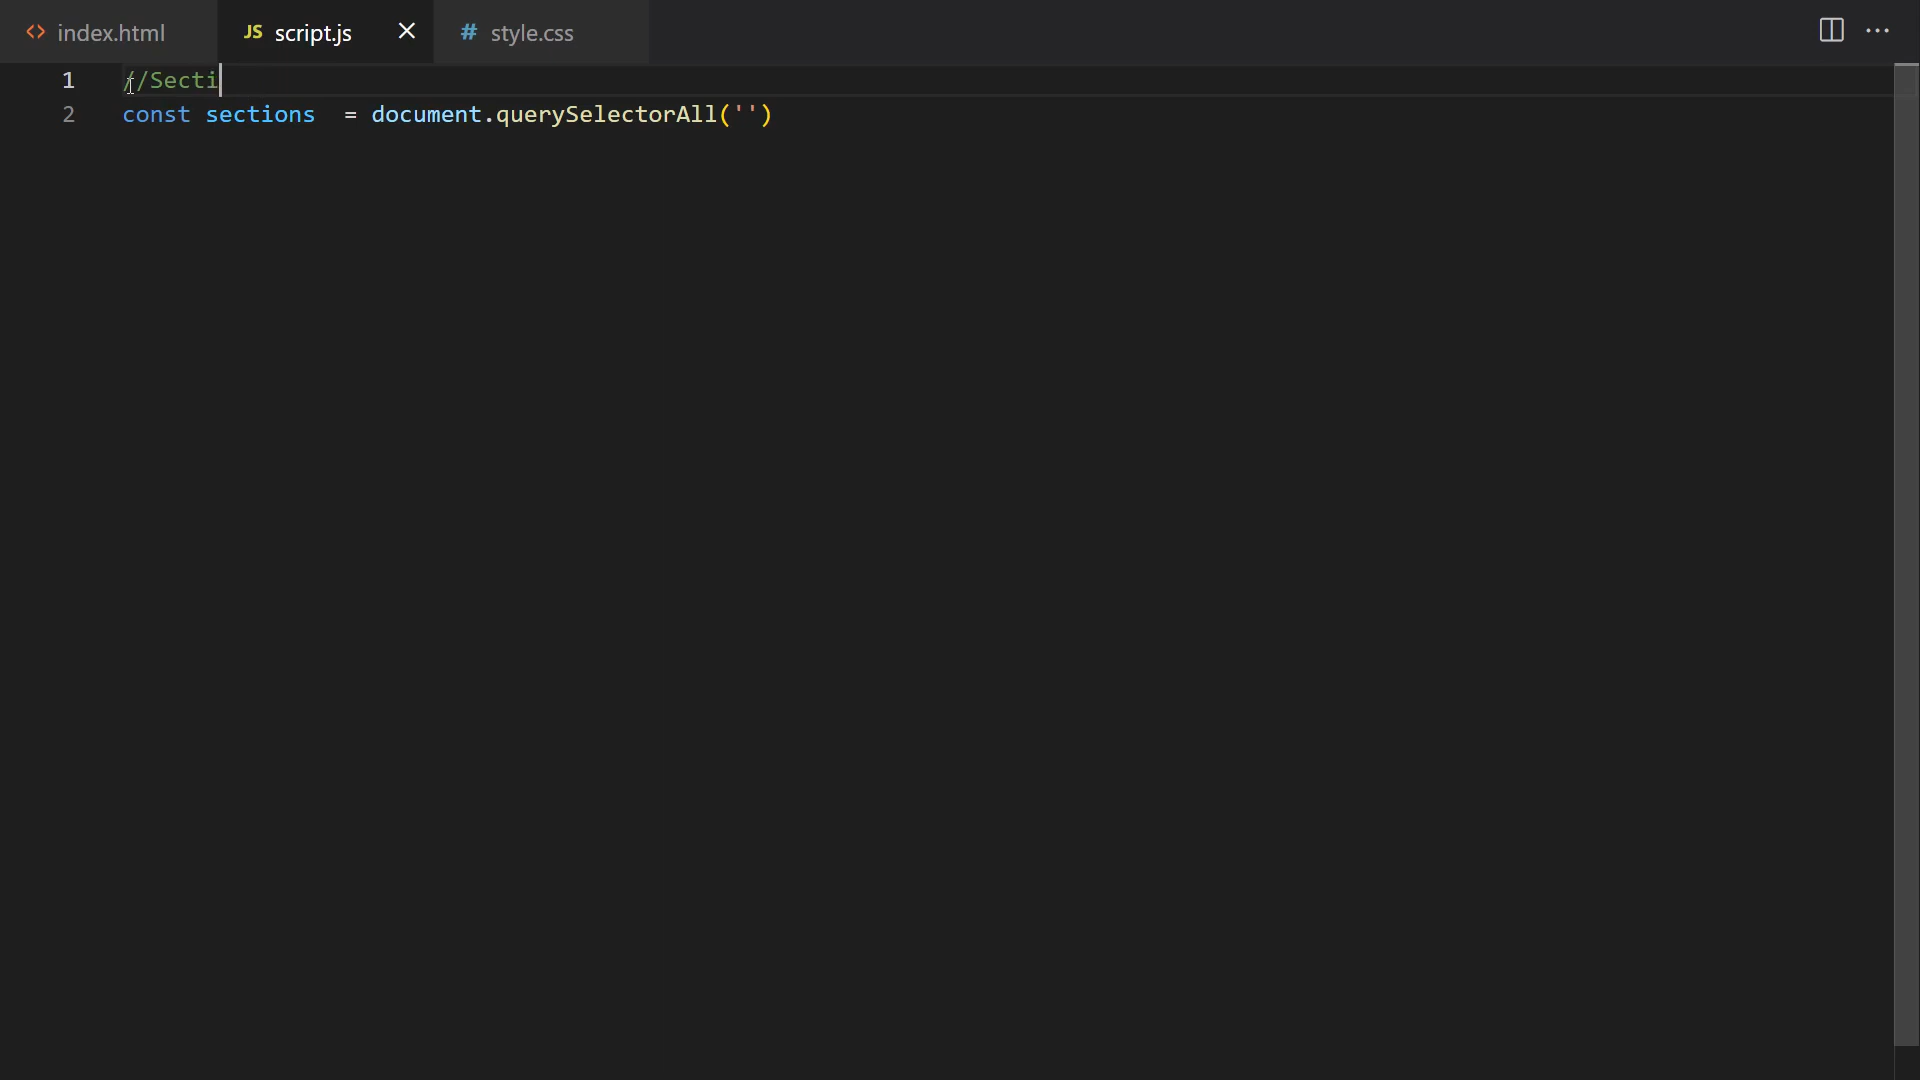 <> index.html JS script.js # style.css
1 //Secti
2 const sections  = document.querySelectorAll('')